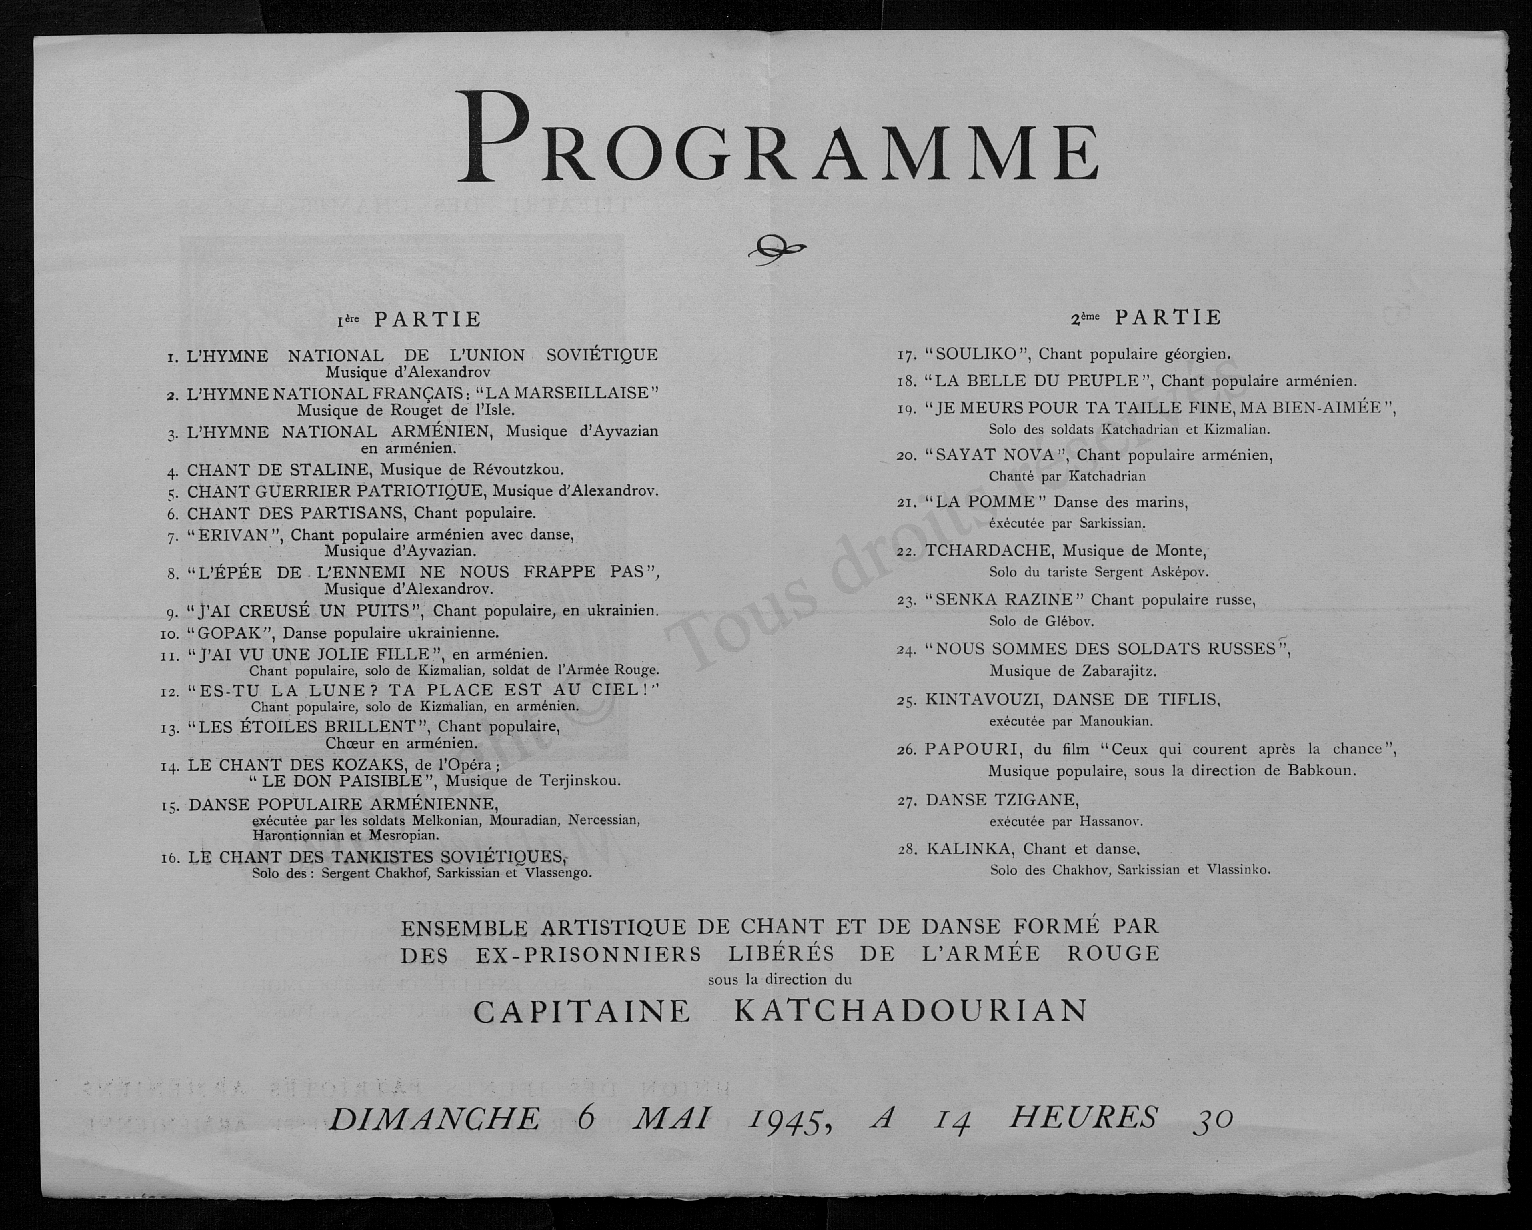 PROGRAMME
1ère PARTIE
1. L'HYMNE NATIONAL DE L'UNION SOVIÉTIQUE
Musique d'Alexandrov
2. L'HYMNE NATIONAL FRANÇAIS : "LA MARSEILLAISE"
Musique de Rouget de l'Isle.
3. L'HYMNE NATIONAL ARMÉNIEN, Musique d'Ayvazian
en arménien.
4. CHANT DE STALINE, Musique de Révoutzkou.
5. CHANT GUERRIER PATRIOTIQUE, Musique d'Alexandrov.
6. CHANT DES PARTISANS, Chant populaire.
7. "ERIVAN", Chant populaire arménien avec danse,
Musique d'Ayvazian.
8. "L'ÉPÉE DE L'ENNEMI NE NOUS FRAPPE PAS",
Musique d'Alexandrov.
9. "J'AI CREUSÉ UN PUITS", Chant populaire, en ukrainien.
10. "GOPAK", Danse populaire ukrainienne.
11. "J'AI VU UNE JOLIE FILLE", en arménien.
Chant populaire, solo de Kizmalian, soldat de l'Armée Rouge.
12. "ES-TU LA LUNE ? TA PLACE EST AU CIEL !"
Chant populaire, solo de Kizmalian, en arménien.
13. "LES ÉTOILES BRILLENT", Chant populaire,
Chœur en arménien.
14. LE CHANT DES KOZAKS, de l'Opéra ;
" LE DON PAISIBLE", Musique de Terjinskou.
15. DANSE POPULAIRE ARMÉNIENNE,
exécutée par les soldats Melkonian, Mouradian, Nercessian,
Harontionnian et Mesropian.
16. LE CHANT DES TANKISTES SOVIÉTIQUES,
Solo des : Sergent Chakhof, Sarkissian et Vlassengo.
2ème PARTIE
17. "SOULIKO", Chant populaire géorgien.
18. "LA BELLE DU PEUPLE", Chant populaire arménien.
19. "JE MEURS POUR TA TAILLE FINE, MA BIEN-AIMÉE",
Solo des soldats Katchadrian et Kizmalian.
20. "SAYAT NOVA", Chant populaire arménien,
Chanté par Katchadrian
21. "LA POMME" Danse des marins,
éxécutée par Sarkissian.
22. TCHARDACHE, Musique de Monte,
Solo du tariste Sergent Asképov.
23. "SENKA RAZINE" Chant populaire russe,
Solo de Glébov.
24. "NOUS SOMMES DES SOLDATS RUSSES",
Musique de Zabarajitz.
25. KINTAVOUZI, DANSE DE TIFLIS,
exécutée par Manoukian.
26. PAPOURI, du film "Ceux qui courent après la chance",
Musique populaire, sous la direction de Babkoun.
27. DANSE TZIGANE,
exécutée par Hassanov.
28. KALINKA, Chant et danse,
Solo des Chakhov, Sarkissian et Vlassinko.
ENSEMBLE ARTISTIQUE DE CHANT ET DE DANSE FORMÉ PAR
DES EX-PRISONNIERS LIBÉRÉS DE L'ARMÉE ROUGE
sous la direction du
CAPITAINE KATCHADOURIAN
DIMANCHE 6 MAI 1945, A 14 HEURES 30
Tous droits réservés